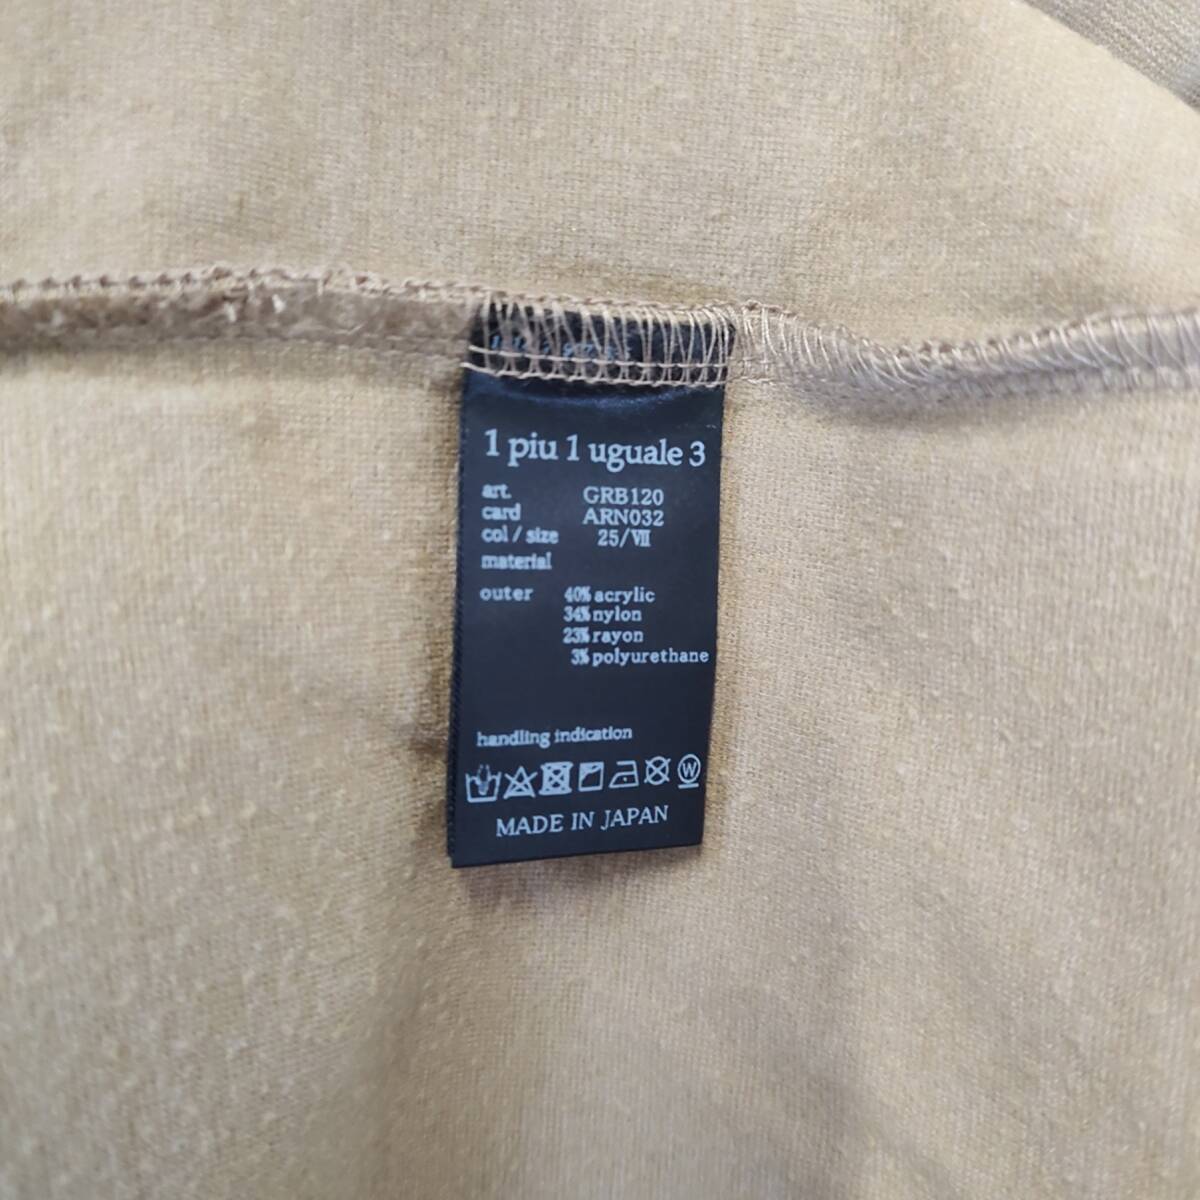 1 piu 1 uguale 3
art. GRB120
card ARN032
col / size 25/Ⅶ
material
outer 40% acrylic
34% nylon
23% rayon
3% polyurethane
handling indication
W
MADE IN JAPAN